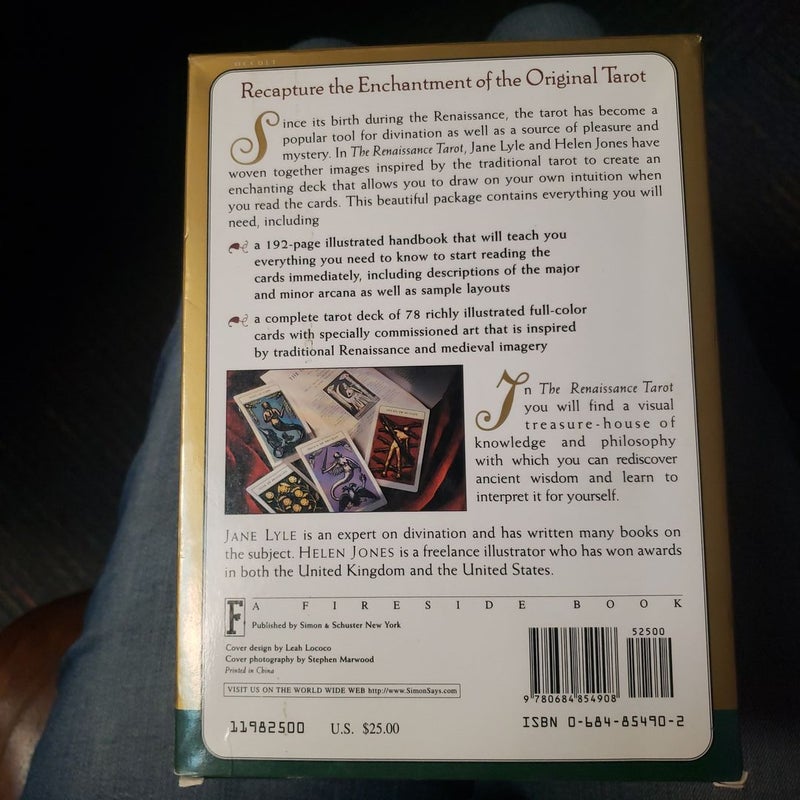 OCCULT
Recapture the Enchantment of the Original Tarot
Since its birth during the Renaissance, the tarot has become a
popular tool for divination as well as a source of pleasure and
mystery. In The Renaissance Tarot, Jane Lyle and Helen Jones have
woven together images inspired by the traditional tarot to create an
enchanting deck that allows you to draw on your own intuition when
you read the cards. This beautiful package contains everything you will
need, including
a 192-page illustrated handbook that will teach you
everything you need to know to start reading the
cards immediately, including descriptions of the major
and minor arcana as well as sample layouts
a complete tarot deck of 78 richly illustrated full-color
cards with specially commissioned art that is inspired
by traditional Renaissance and medieval imagery
In The Renaissance Tarot
you will find a visual
treasure-house of
knowledge and philosophy
with which you can rediscover
ancient wisdom and learn to
interpret it for yourself.
JANE LYLE is an expert on divination and has written many books on
the subject. HELEN JONES is a freelance illustrator who has won awards
in both the United Kingdom and the United States.
F
A FIRESIDE BOOK
Published by Simon & Schuster New York
Cover design by Leah Lococo
Cover photography by Stephen Marwood
Printed in China
VISIT US ON THE WORLD WIDE WEB http://www.SimonSays.com
11982500 U.S. $25.00
52500
9 780684 854908
ISBN 0-684-85490-2